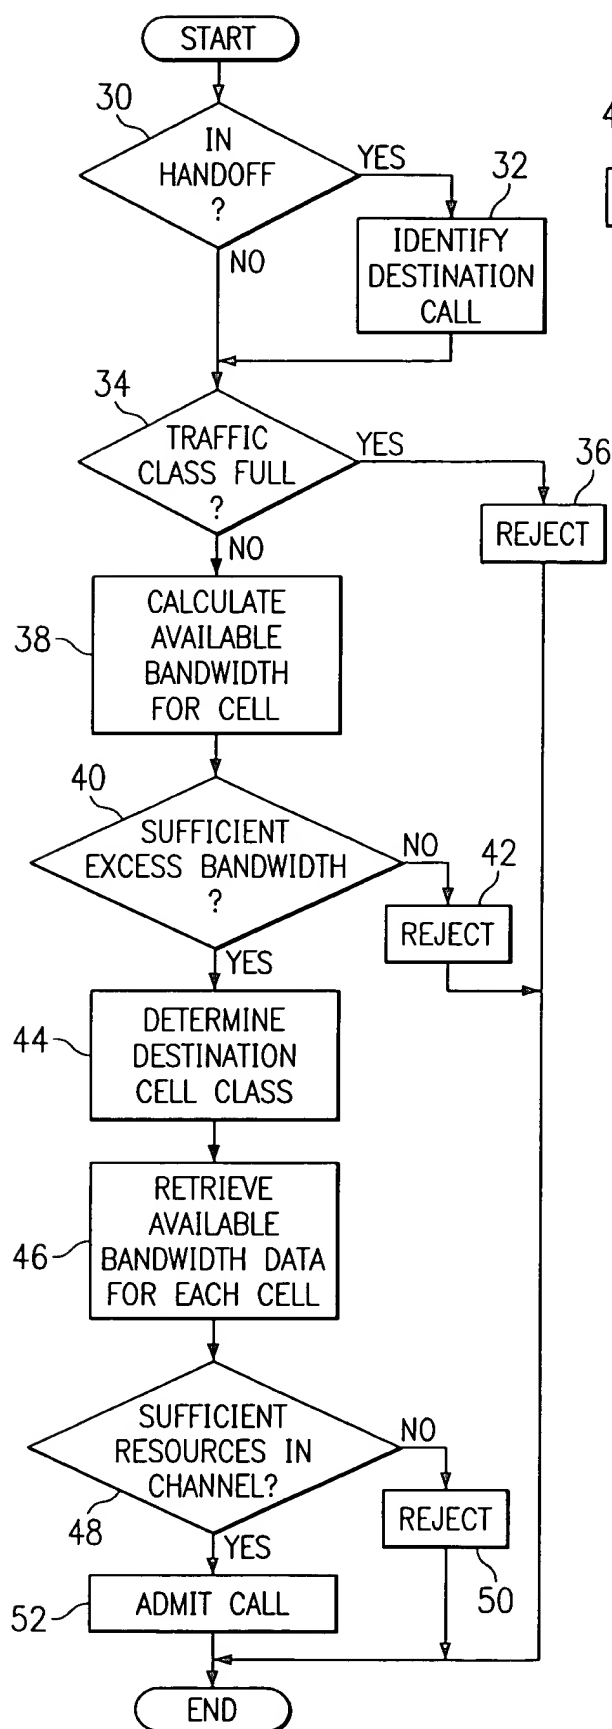 START
30
IN
HANDOFF
?
YES
32
IDENTIFY
DESTINATION
CALL
NO
4
34
TRAFFIC
CLASS FULL
?
YES
36
REJECT
NO
38
CALCULATE
AVAILABLE
BANDWIDTH
FOR CELL
40
SUFFICIENT
EXCESS BANDWIDTH
?
NO
42
REJECT
YES
44
DETERMINE
DESTINATION
CELL CLASS
46
RETRIEVE
AVAILABLE
BANDWIDTH DATA
FOR EACH CELL
SUFFICIENT
RESOURCES IN
CHANNEL?
48
NO
REJECT
50
YES
52
ADMIT CALL
END